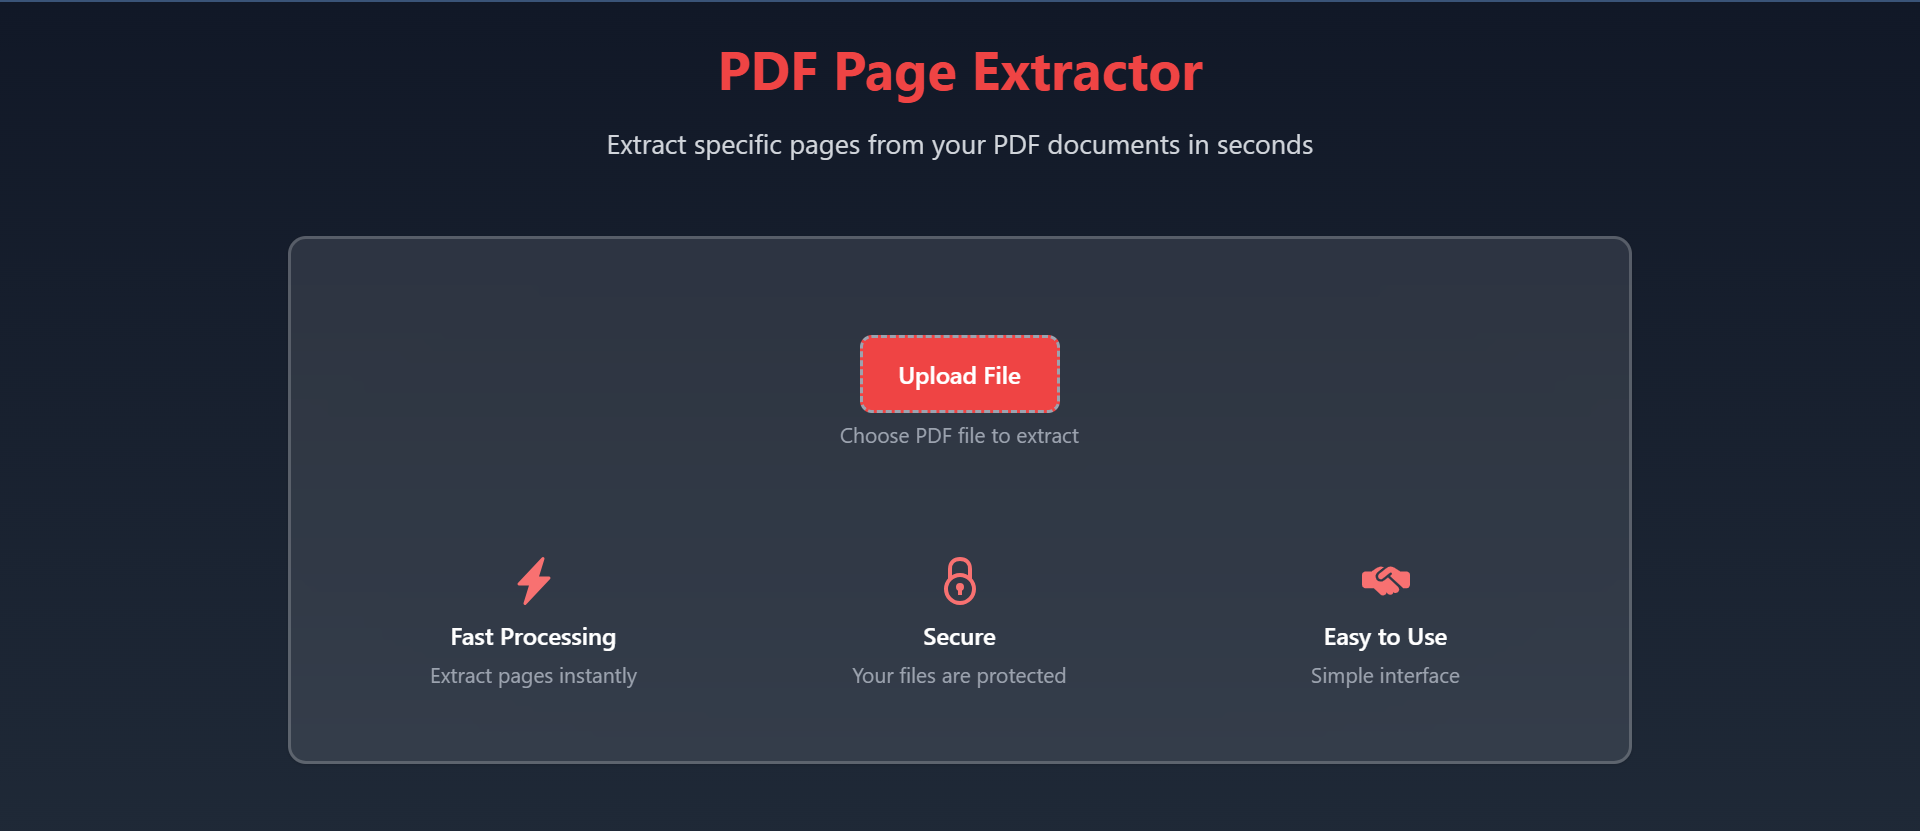 PDF Page Extractor
Extract specific pages from your PDF documents in seconds
Upload File
Choose PDF file to extract
Fast Processing
Extract pages instantly
Secure
Your files are protected
Easy to Use
Simple interface